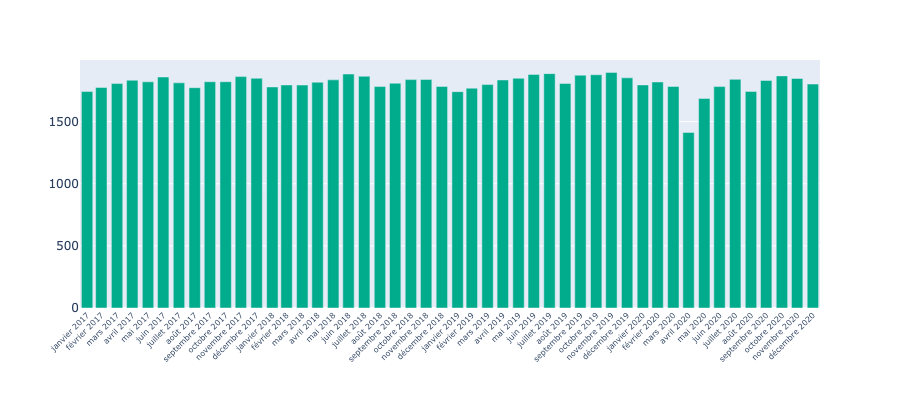 1500
1000
500
0
janvier 2017
février 2017
mars 2017
avril 2017
mai 2017
juin 2017
juillet 2017
août 2017
septembre 2017
octobre 2017
novembre 2017
décembre 2017
janvier 2018
février 2018
mars 2018
avril 2018
mai 2018
juin 2018
juillet 2018
août 2018
septembre 2018
octobre 2018
novembre 2018
décembre 2018
janvier 2019
février 2019
mars 2019
avril 2019
mai 2019
juin 2019
juillet 2019
août 2019
septembre 2019
octobre 2019
novembre 2019
décembre 2019
janvier 2020
février 2020
mars 2020
avril 2020
mai 2020
juin 2020
juillet 2020
août 2020
septembre 2020
octobre 2020
novembre 2020
décembre 2020